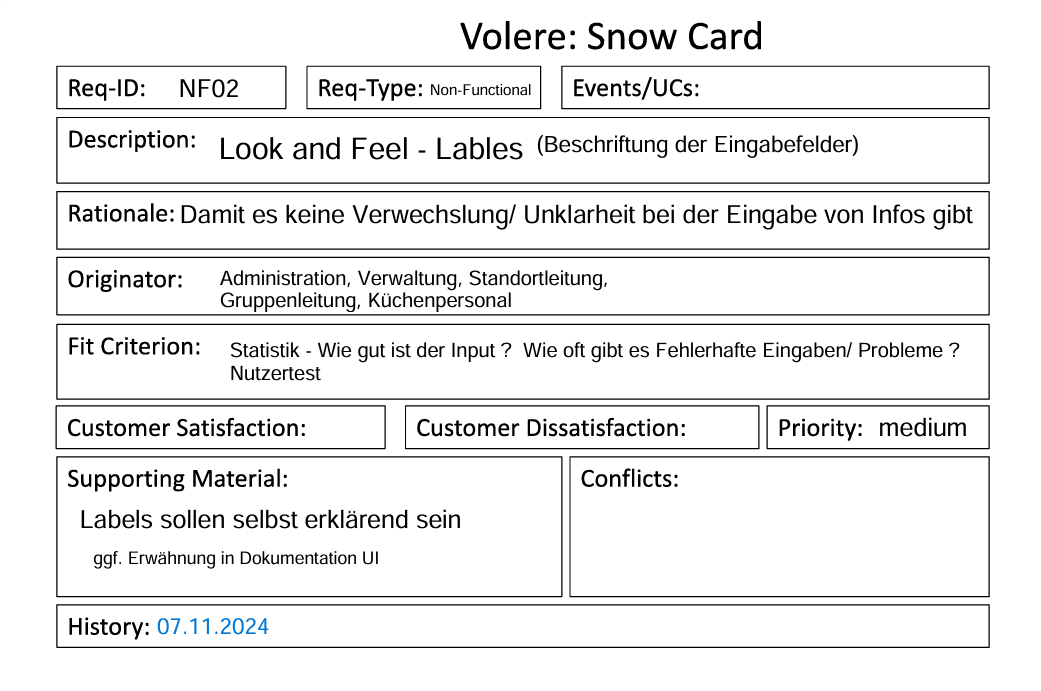 Volere: Snow Card
Req-ID: NF02
Req-Type: Non-Functional
Events/UCs:
Description: Look and Feel - Lables (Beschriftung der Eingabefelder)
Rationale: Damit es keine Verwechslung/ Unklarheit bei der Eingabe von Infos gibt
Originator: Administration, Verwaltung, Standortleitung,
Gruppenleitung, Küchenpersonal
Fit Criterion: Statistik - Wie gut ist der Input ? Wie oft gibt es Fehlerhafte Eingaben/ Probleme ?
Nutzertest
Customer Satisfaction:
Customer Dissatisfaction:
Priority: medium
Supporting Material:
Labels sollen selbst erklärend sein
ggf. Erwähnung in Dokumentation UI
Conflicts:
History: 07.11.2024